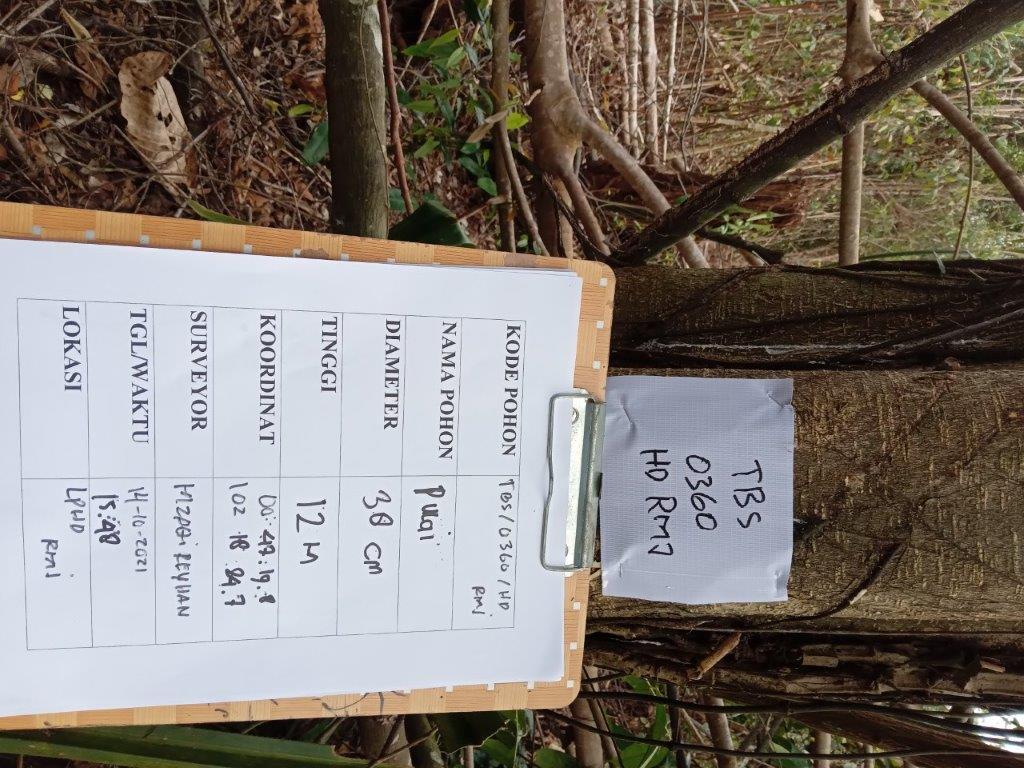 TBS
0360
HD RMJ
KODE POHON TBS/0360/HD
RMJ
NAMA POHON Pulai
DIAMETER 38 CM
TINGGI 12 M
KOORDINAT 00. 47. 19. 8
102 18 . 7
SURVEYOR REYHAN
TGL/WAKTU 14-10-2021
15:48
LOKASI LPHD
RMJ